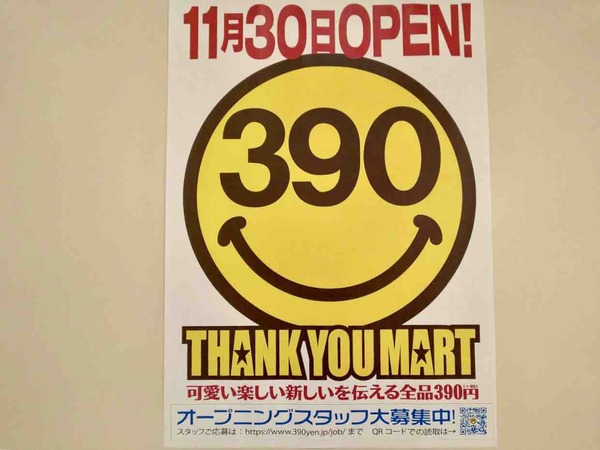 11月30日OPEN!
390
THANK YOU MART
可愛い楽しい新しいを伝える全品390円
オープニングスタッフ大募集中!
スタッフご応募は:https://www.390yen.jp/job/まで QRコードでの読取は→